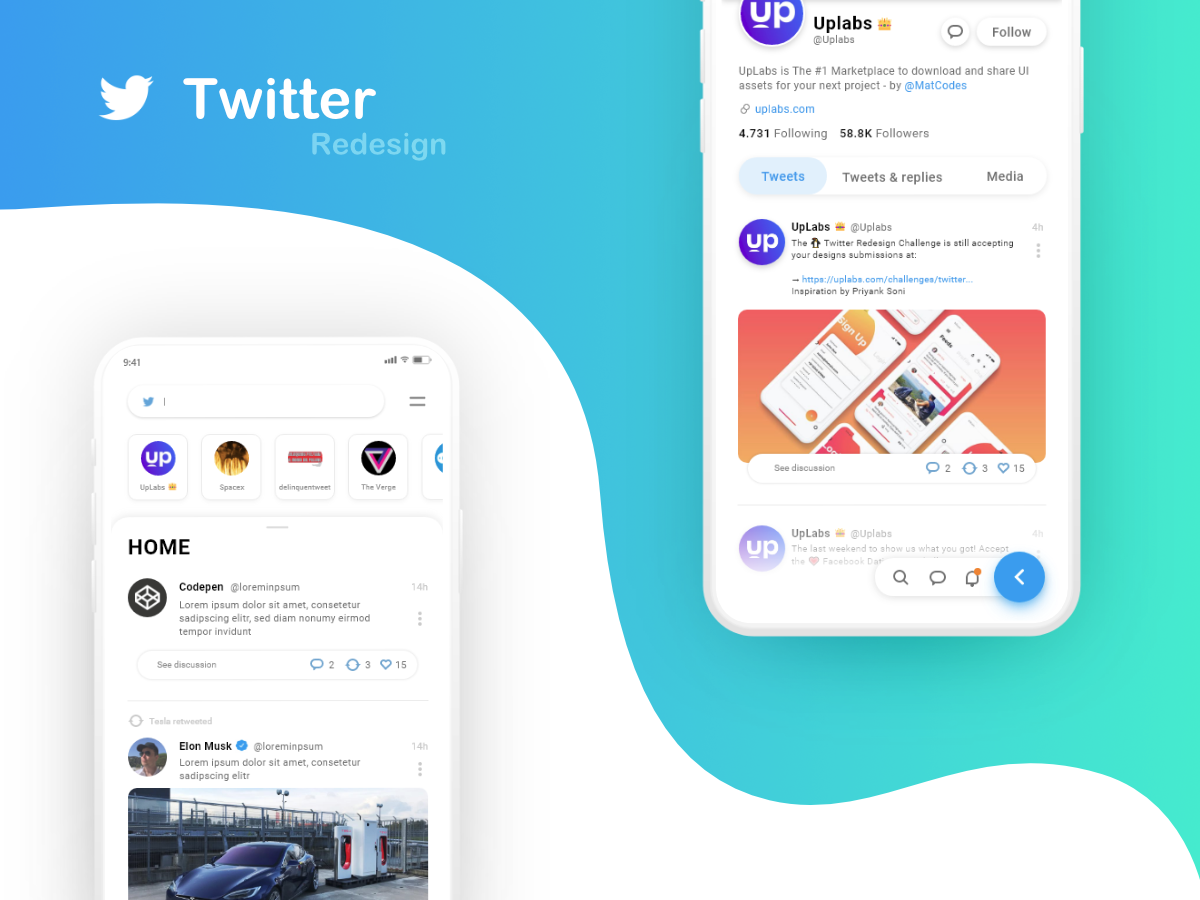 Twitter
Redesign
9:41
UpLabs
Spacex
delinquentweet
The Verge
HOME
Codepen @loreminpsum 14h
Lorem ipsum dolor sit amet, consetetur
sadipscing elitr, sed diam nonumy eirmod
tempor invidunt
See discussion 2 3 15
Tesla retweeted
Elon Musk @loreminpsum 14h
Lorem ipsum dolor sit amet, consetetur
sadipscing elitr
up
Uplabs
@Uplabs
Follow
UpLabs is The #1 Marketplace to download and share UI
assets for your next project - by @MatCodes
uplabs.com
4.731 Following 58.8K Followers
Tweets Tweets & replies Media
up
UpLabs @Uplabs 4h
The Twitter Redesign Challenge is still accepting
your designs submissions at:
→ https://uplabs.com/challenges/twitter...
Inspiration by Priyank Soni
Sign Up
Feeds
See discussion 2 3 15
up
UpLabs @Uplabs 4h
The last weekend to show us what you got! Accept
the Facebook